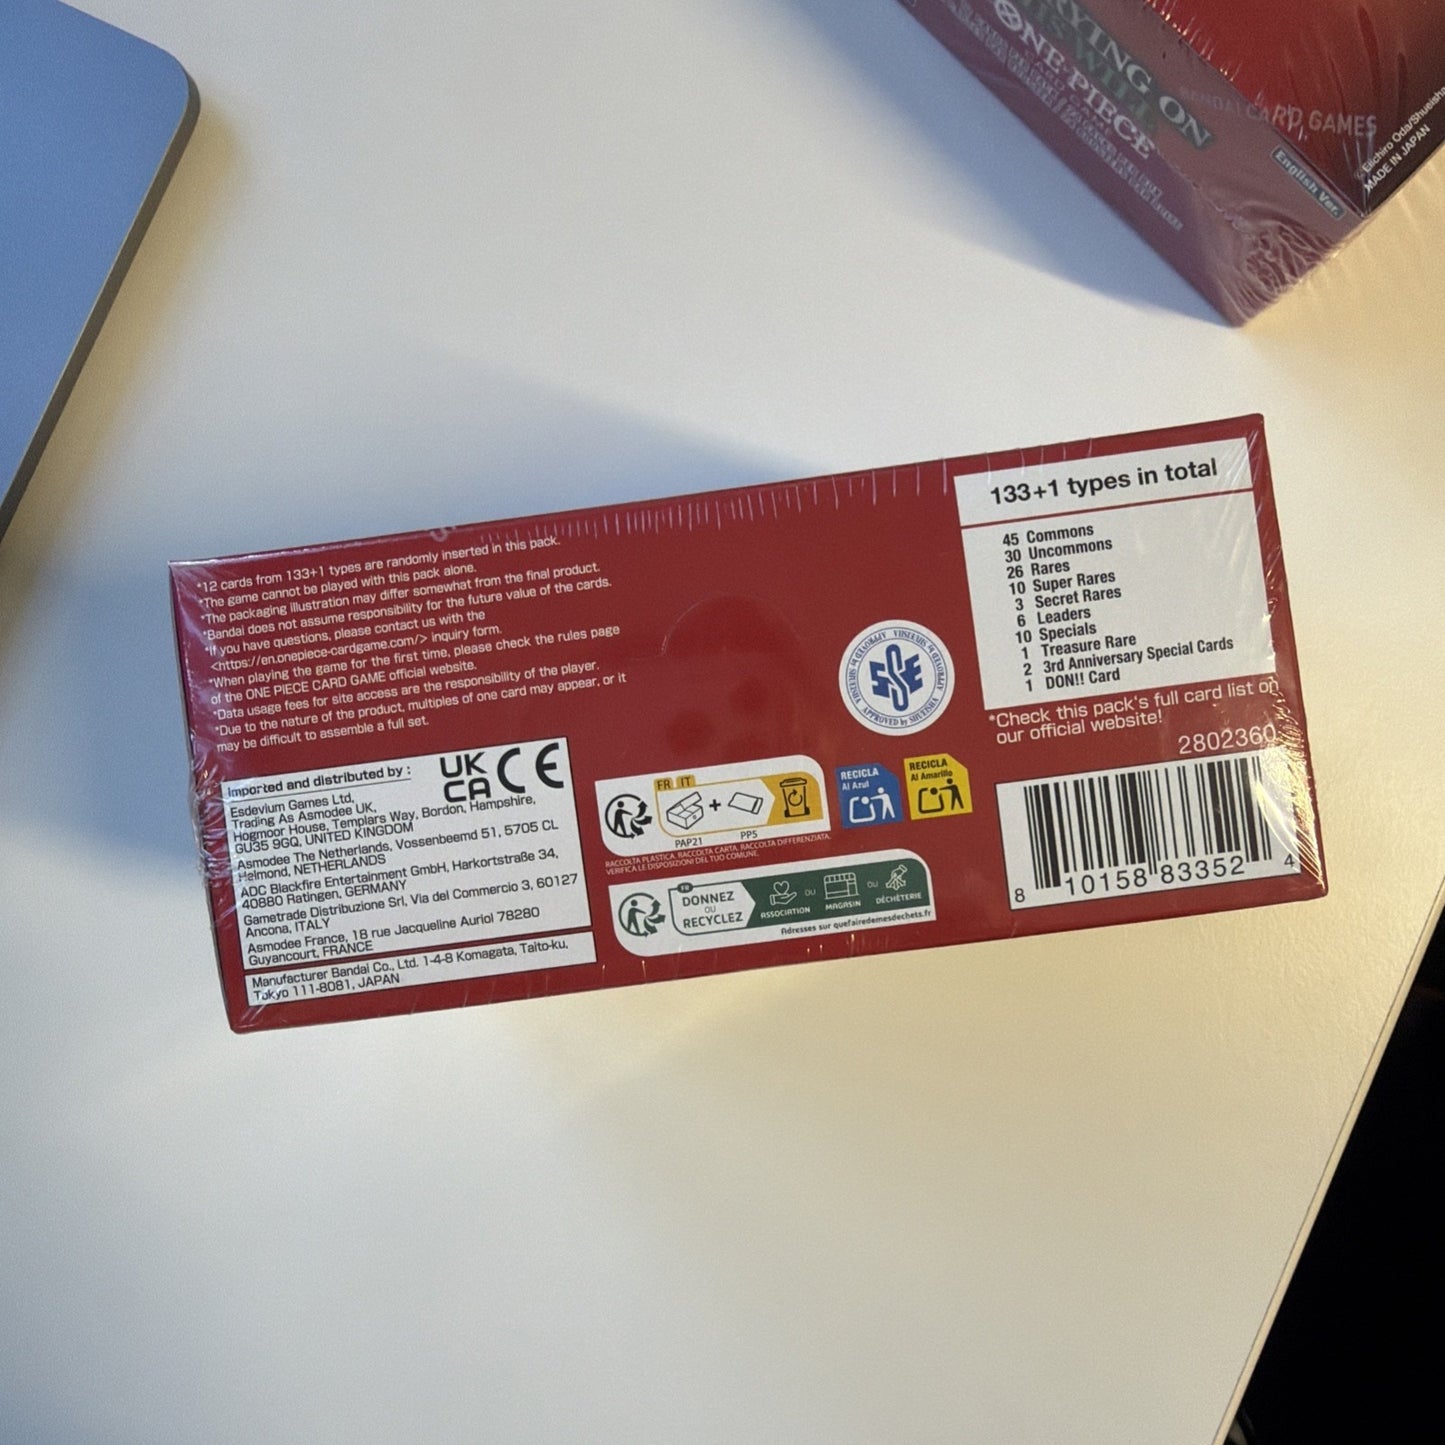 RYING ON
HIS WILL
ONE PIECE
CARD GAME
BANDAI CARD GAMES
English Ver.
©Eiichiro Oda/Shueisha
MADE IN JAPAN
*12 cards from 133+1 types are randomly inserted in this pack.
*The game cannot be played with this pack alone.
*The packaging illustration may differ somewhat from the final product.
*Bandai does not assume responsibility for the future value of the cards.
*If you have questions, please contact us with the
<https://en.onepiece-cardgame.com/> inquiry form.
*When playing the game for the first time, please check the rules page
of the ONE PIECE CARD GAME official website.
*Data usage fees for site access are the responsibility of the player.
*Due to the nature of the product, multiples of one card may appear, or it
may be difficult to assemble a full set.
133+1 types in total
45 Commons
30 Uncommons
26 Rares
10 Super Rares
3 Secret Rares
6 Leaders
10 Specials
1 Treasure Rare
2 3rd Anniversary Special Cards
1 DON!! Card
*Check this pack's full card list on
our official website!
2802360
8 10158 83352 4
APPROVED by SHUEISHA
Imported and distributed by :
UK
CA CE
Esdevium Games Ltd,
Trading As Asmodee UK,
Hogmoor House, Templars Way, Bordon, Hampshire,
GU35 9GQ, UNITED KINGDOM
Asmodee The Netherlands, Vossenbeemd 51, 5705 CL
Helmond, NETHERLANDS
ADC Blackfire Entertainment GmbH, Harkortstraße 34,
40880 Ratingen, GERMANY
Gametrade Distribuzione Srl, Via del Commercio 3, 60127
Ancona, ITALY
Asmodee France, 18 rue Jacqueline Auriol 78280
Guyancourt, FRANCE
Manufacturer Bandai Co., Ltd. 1-4-8 Komagata, Taito-ku,
Tokyo 111-8081, JAPAN
FR IT
+
PAP21 PP5
RACCOLTA PLASTICA, RACCOLTA CARTA, RACCOLTA DIFFERENZIATA.
VERIFICA LE DISPOSIZIONI DEL TUO COMUNE.
RECICLA
Al Azul
RECICLA
Al Amarillo
FR
DONNEZ
OU
RECYCLEZ
ASSOCIATION OU MAGASIN OU DÉCHÈTERIE
Adresses sur quefairedemesdechets.fr